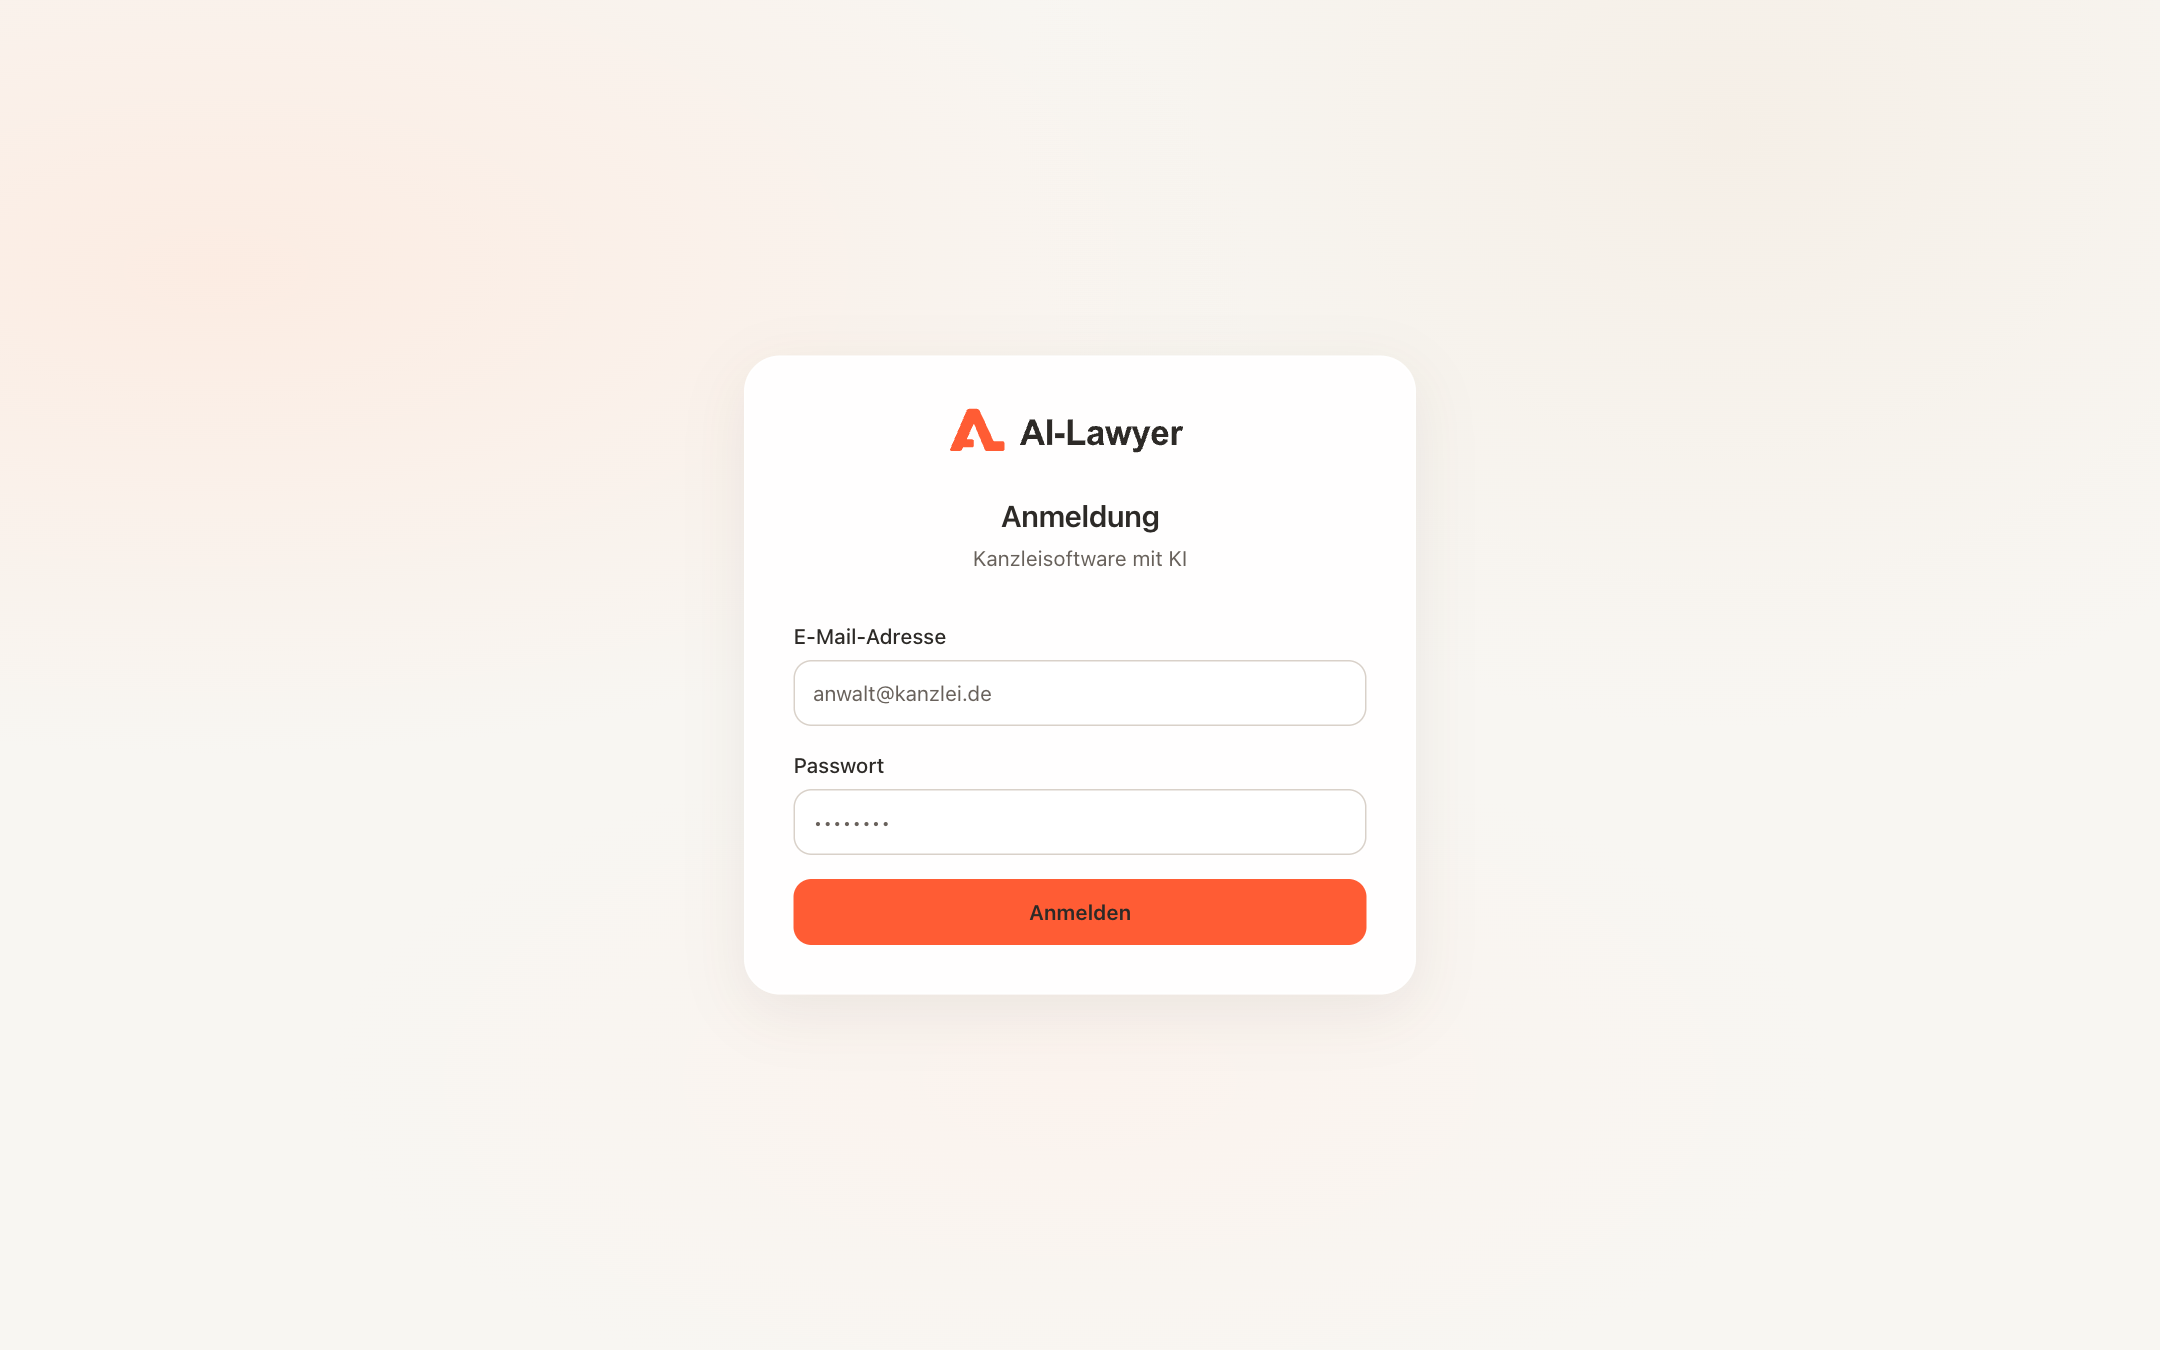 AI-Lawyer
Anmeldung
Kanzleisoftware mit KI
E-Mail-Adresse
anwalt@kanzlei.de
Passwort
••••••••
Anmelden